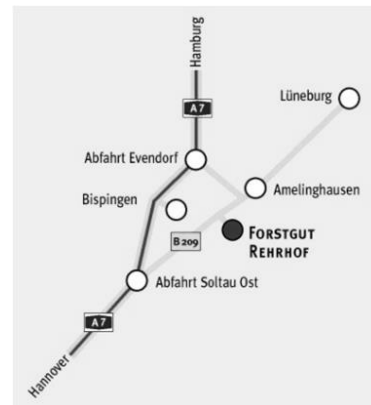 Hamburg
A7
Lüneburg
Abfahrt Evendorf
Amelinghausen
Bispingen
FORSTGUT
REHRHOF
B 209
Abfahrt Soltau Ost
A7
Hannover